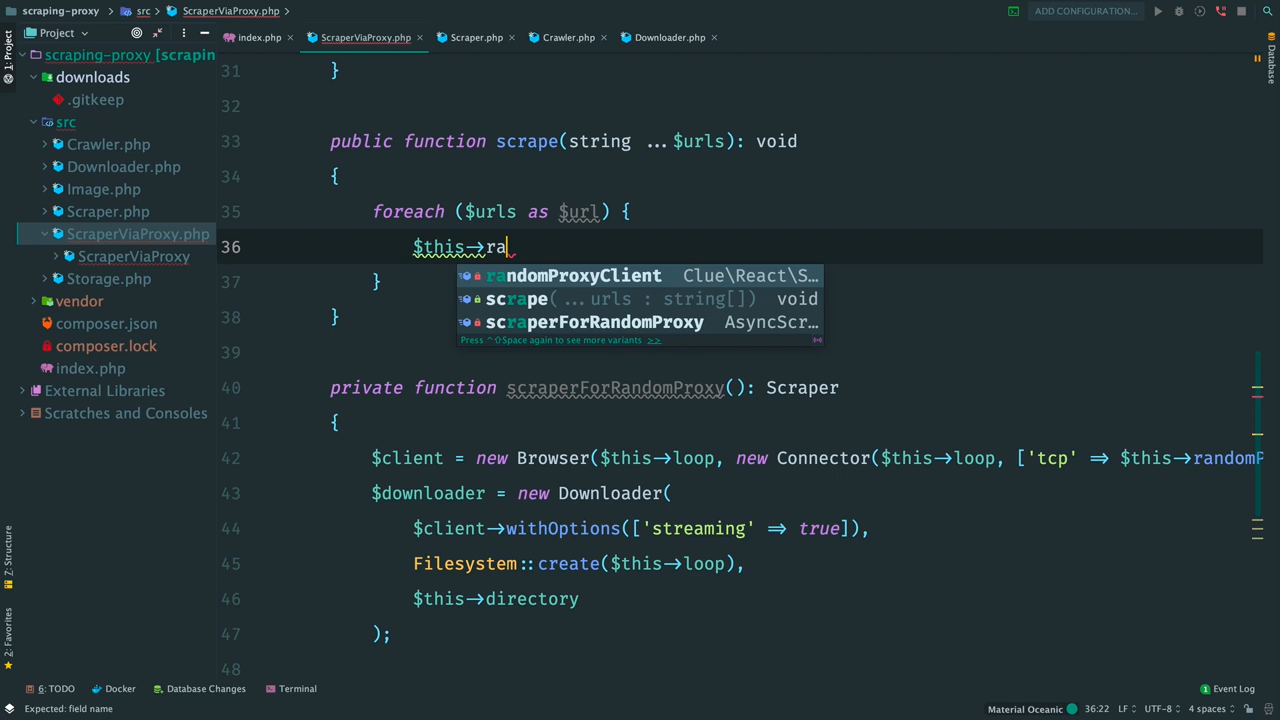 scraping-proxy
src
ScraperViaProxy.php
ADD CONFIGURATION...
Project
index.php
ScraperViaProxy.php
Scraper.php
Crawler.php
Downloader.php
1: Project
Database
scraping-proxy [scrapin
downloads
.gitkeep
src
Crawler.php
Downloader.php
Image.php
Scraper.php
ScraperViaProxy.php
ScraperViaProxy
Storage.php
vendor
composer.json
composer.lock
index.php
External Libraries
Scratches and Consoles
31 }
32
33 public function scrape(string ...$urls): void
34 {
35 foreach ($urls as $url) {
36 $this→ra
randomProxyClient Clue\React\S...
scrape(...urls : string[]) void
scraperForRandomProxy AsyncScr...
Press ^⇧Space again to see more variants >>
37 }
38 }
39
40 private function scraperForRandomProxy(): Scraper
41 {
42 $client = new Browser($this→loop, new Connector($this→loop, ['tcp' ⇒ $this→randomP
43 $downloader = new Downloader(
44 $client→withOptions(['streaming' ⇒ true]),
45 Filesystem::create($this→loop),
46 $this→directory
47 );
48
Z: Structure
2: Favorites
6: TODO
Docker
Database Changes
Terminal
1 Event Log
Expected: field name
Material Oceanic
36:22
LF
UTF-8
4 spaces